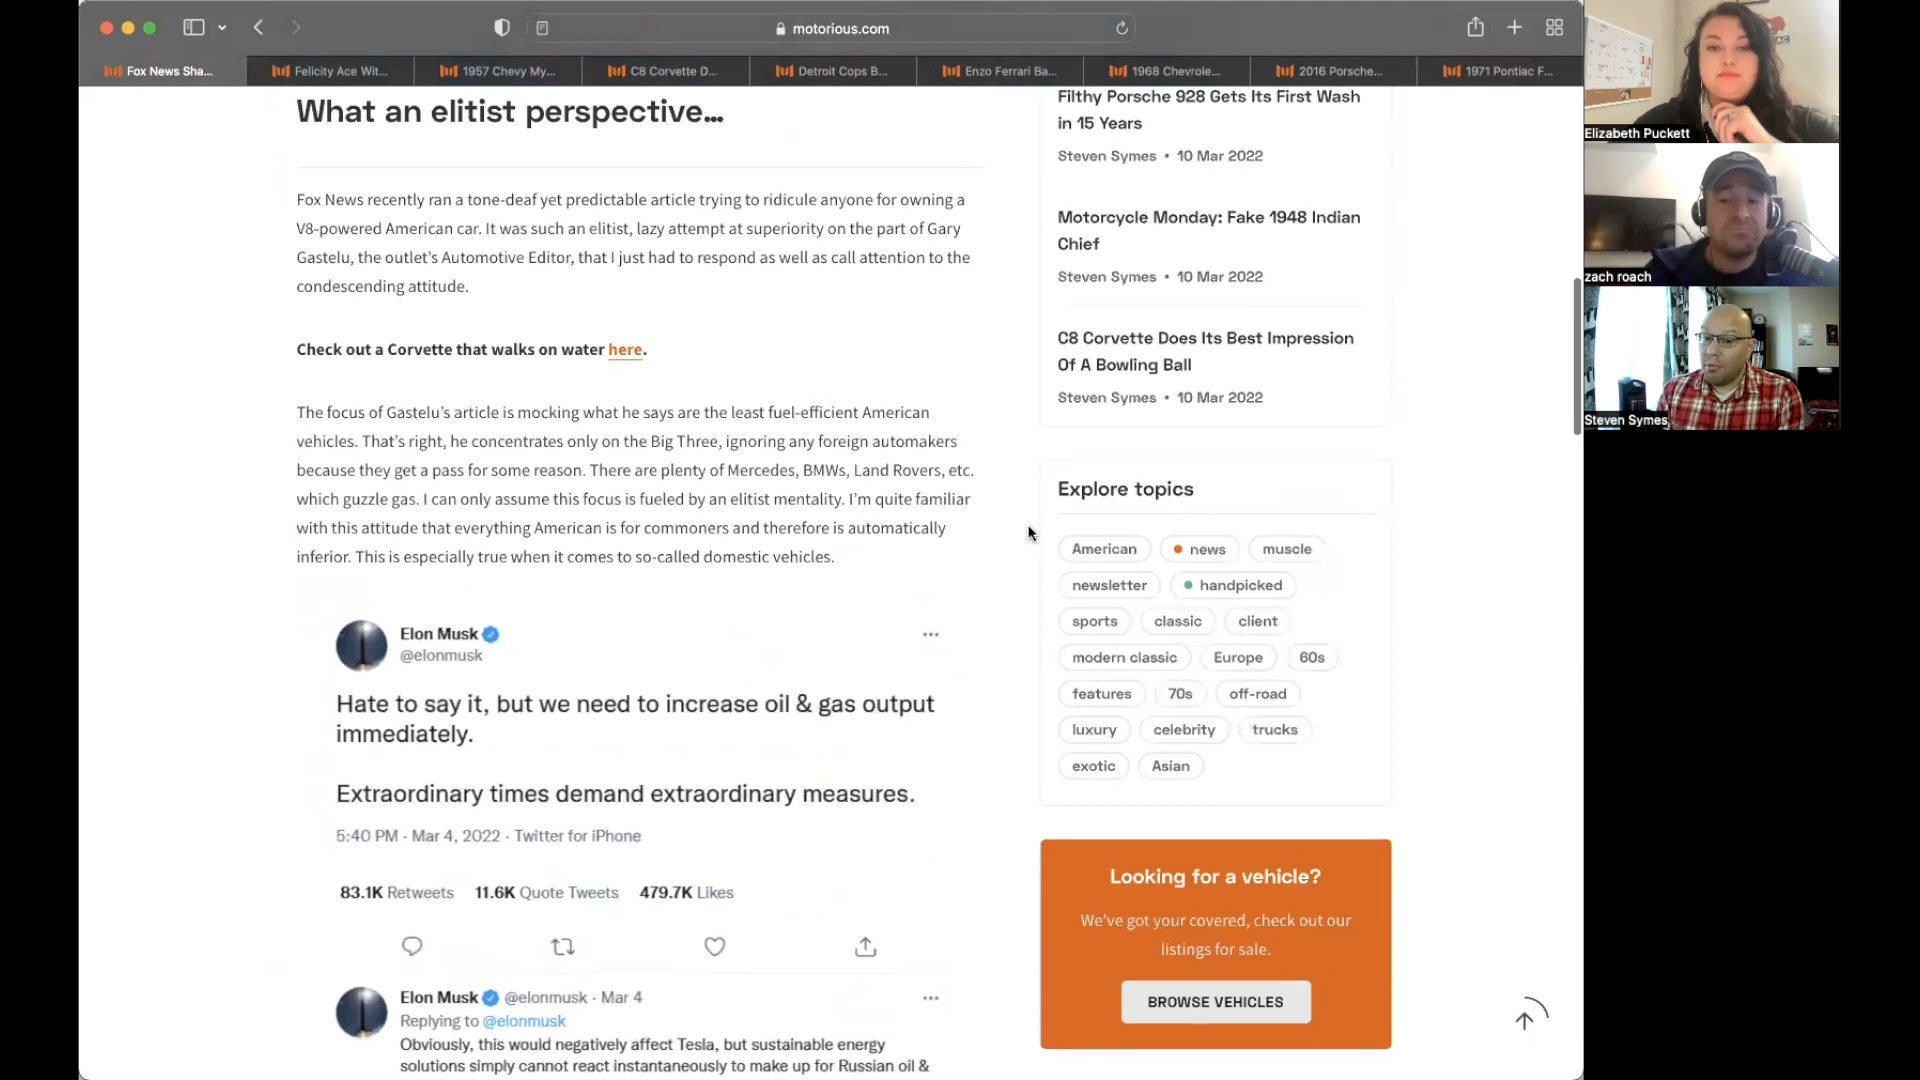 motorious.com
Fox News Sha...
Felicity Ace Wit...
1957 Chevy My...
C8 Corvette D...
Detroit Cops B...
Enzo Ferrari Ba...
1968 Chevrole...
2016 Porsche...
1971 Pontiac F...
What an elitist perspective...
Fox News recently ran a tone-deaf yet predictable article trying to ridicule anyone for owning a
V8-powered American car. It was such an elitist, lazy attempt at superiority on the part of Gary
Gastelu, the outlet's Automotive Editor, that I just had to respond as well as call attention to the
condescending attitude.
Check out a Corvette that walks on water here.
The focus of Gastelu's article is mocking what he says are the least fuel-efficient American
vehicles. That's right, he concentrates only on the Big Three, ignoring any foreign automakers
because they get a pass for some reason. There are plenty of Mercedes, BMWs, Land Rovers, etc.
which guzzle gas. I can only assume this focus is fueled by an elitist mentality. I'm quite familiar
with this attitude that everything American is for commoners and therefore is automatically
inferior. This is especially true when it comes to so-called domestic vehicles.
Elon Musk
@elonmusk
Hate to say it, but we need to increase oil & gas output
immediately.
Extraordinary times demand extraordinary measures.
5:40 PM · Mar 4, 2022 · Twitter for iPhone
83.1K Retweets 11.6K Quote Tweets 479.7K Likes
Elon Musk @elonmusk · Mar 4
Replying to @elonmusk
Obviously, this would negatively affect Tesla, but sustainable energy
solutions simply cannot react instantaneously to make up for Russian oil &
Filthy Porsche 928 Gets Its First Wash
in 15 Years
Steven Symes • 10 Mar 2022
Motorcycle Monday: Fake 1948 Indian
Chief
Steven Symes • 10 Mar 2022
C8 Corvette Does Its Best Impression
Of A Bowling Ball
Steven Symes • 10 Mar 2022
Explore topics
American
news
muscle
newsletter
handpicked
sports
classic
client
modern classic
Europe
60s
features
70s
off-road
luxury
celebrity
trucks
exotic
Asian
Looking for a vehicle?
We've got your covered, check out our
listings for sale.
BROWSE VEHICLES
Elizabeth Puckett
zach roach
Steven Symes